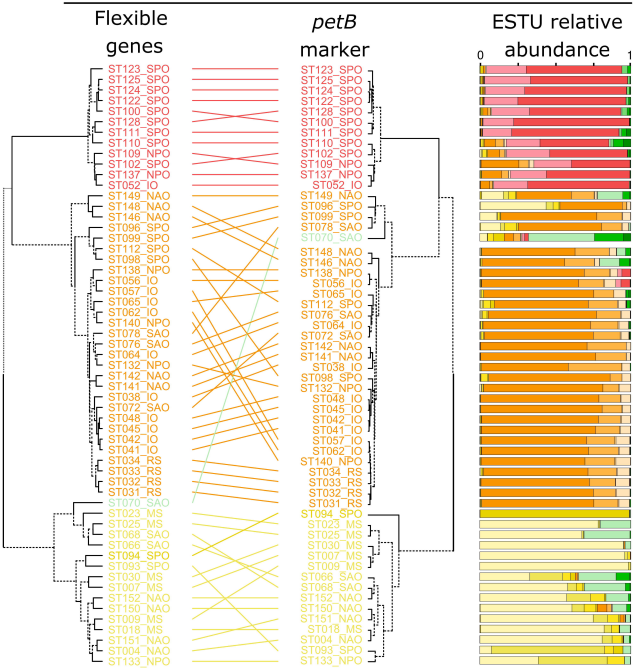 Flexible
genes
petB
marker
ESTU relative
abundance
0
1
ST123_SPO
ST125_SPO
ST124_SPO
ST122_SPO
ST100_SPO
ST128_SPO
ST111_SPO
ST110_SPO
ST109_NPO
ST102_SPO
ST137_NPO
ST052_IO
ST149_NAO
ST148_NAO
ST146_NAO
ST096_SPO
ST099_SPO
ST112_SPO
ST098_SPO
ST138_NPO
ST056_IO
ST057_IO
ST065_IO
ST062_IO
ST140_NPO
ST078_SAO
ST076_SAO
ST064_IO
ST132_NPO
ST142_NAO
ST141_NAO
ST038_IO
ST072_SAO
ST048_IO
ST045_IO
ST042_IO
ST041_IO
ST034_RS
ST033_RS
ST032_RS
ST031_RS
ST070_SAO
ST023_MS
ST025_MS
ST068_SAO
ST066_SAO
ST094_SPO
ST093_SPO
ST030_MS
ST007_MS
ST152_NAO
ST150_NAO
ST009_MS
ST018_MS
ST151_NAO
ST004_NAO
ST133_NPO
ST123_SPO
ST125_SPO
ST124_SPO
ST122_SPO
ST128_SPO
ST100_SPO
ST111_SPO
ST110_SPO
ST102_SPO
ST109_NPO
ST137_NPO
ST052_IO
ST149_NAO
ST096_SPO
ST099_SPO
ST078_SAO
ST070_SAO
ST148_NAO
ST146_NAO
ST138_NPO
ST056_IO
ST065_IO
ST112_SPO
ST076_SAO
ST064_IO
ST072_SAO
ST142_NAO
ST141_NAO
ST038_IO
ST098_SPO
ST132_NPO
ST048_IO
ST045_IO
ST042_IO
ST041_IO
ST057_IO
ST062_IO
ST140_NPO
ST034_RS
ST033_RS
ST032_RS
ST031_RS
ST094_SPO
ST023_MS
ST025_MS
ST030_MS
ST007_MS
ST009_MS
ST066_SAO
ST068_SAO
ST152_NAO
ST150_NAO
ST151_NAO
ST018_MS
ST004_NAO
ST093_SPO
ST133_NPO